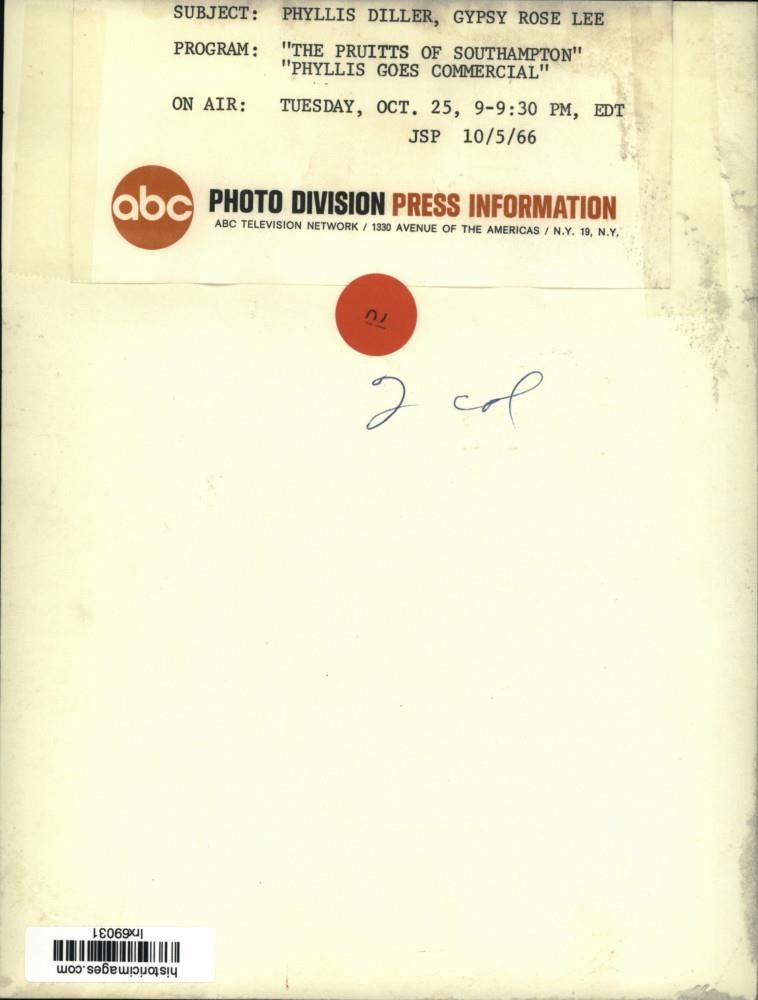 SUBJECT: PHYLLIS DILLER, GYPSY ROSE LEE
PROGRAM: "THE PRUITTS OF SOUTHAMPTON"
"PHYLLIS GOES COMMERCIAL"
ON AIR: TUESDAY, OCT. 25, 9-9:30 PM, EDT
JSP 10/5/66
abc PHOTO DIVISION PRESS INFORMATION
ABC TELEVISION NETWORK / 1330 AVENUE OF THE AMERICAS / N.Y. 19, N.Y.
2 col
historicimages.com
lrx69031